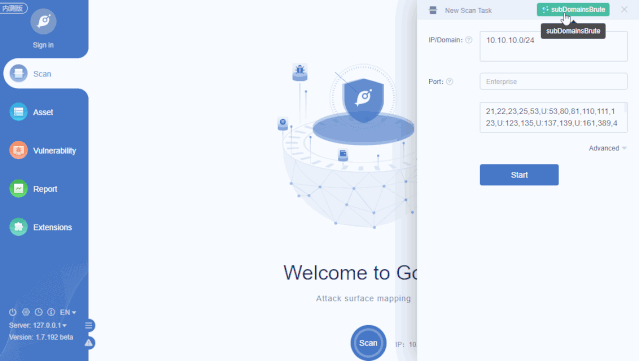 内测版
Sign in
Scan
Asset
Vulnerability
Report
Extensions
EN
Server: 127.0.0.1
Version: 1.7.192 beta
Welcome to Go
Attack surface mapping
Scan
IP: 10
New Scan Task
subDomainsBrute
subDomainsBrute
IP/Domain:
10.10.10.0/24
Port:
Enterprise
21,22,23,25,53,U:53,80,81,110,111,1
23,U:123,135,U:137,139,U:161,389,4
Advanced
Start